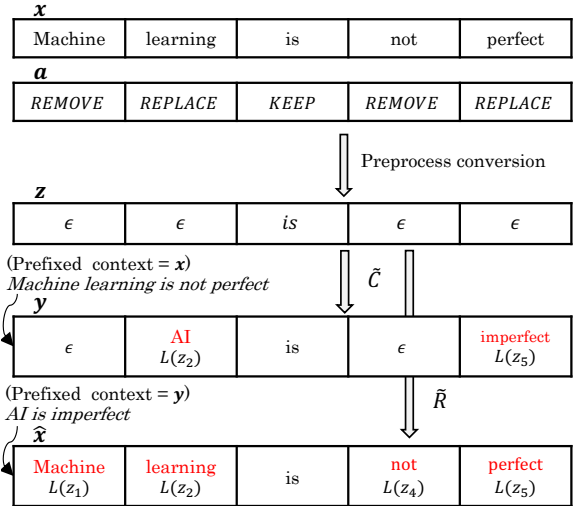 x
Machine learning is not perfect
a
REMOVE REPLACE KEEP REMOVE REPLACE
Preprocess conversion
z
ϵ ϵ is ϵ ϵ
(Prefixed context = x)
Machine learning is not perfect
C̃
y
ϵ AI is ϵ imperfect
L(z₂) L(z₅)
(Prefixed context = y)
AI is imperfect
R̃
x̂
Machine learning is not perfect
L(z₁) L(z₂) L(z₄) L(z₅)